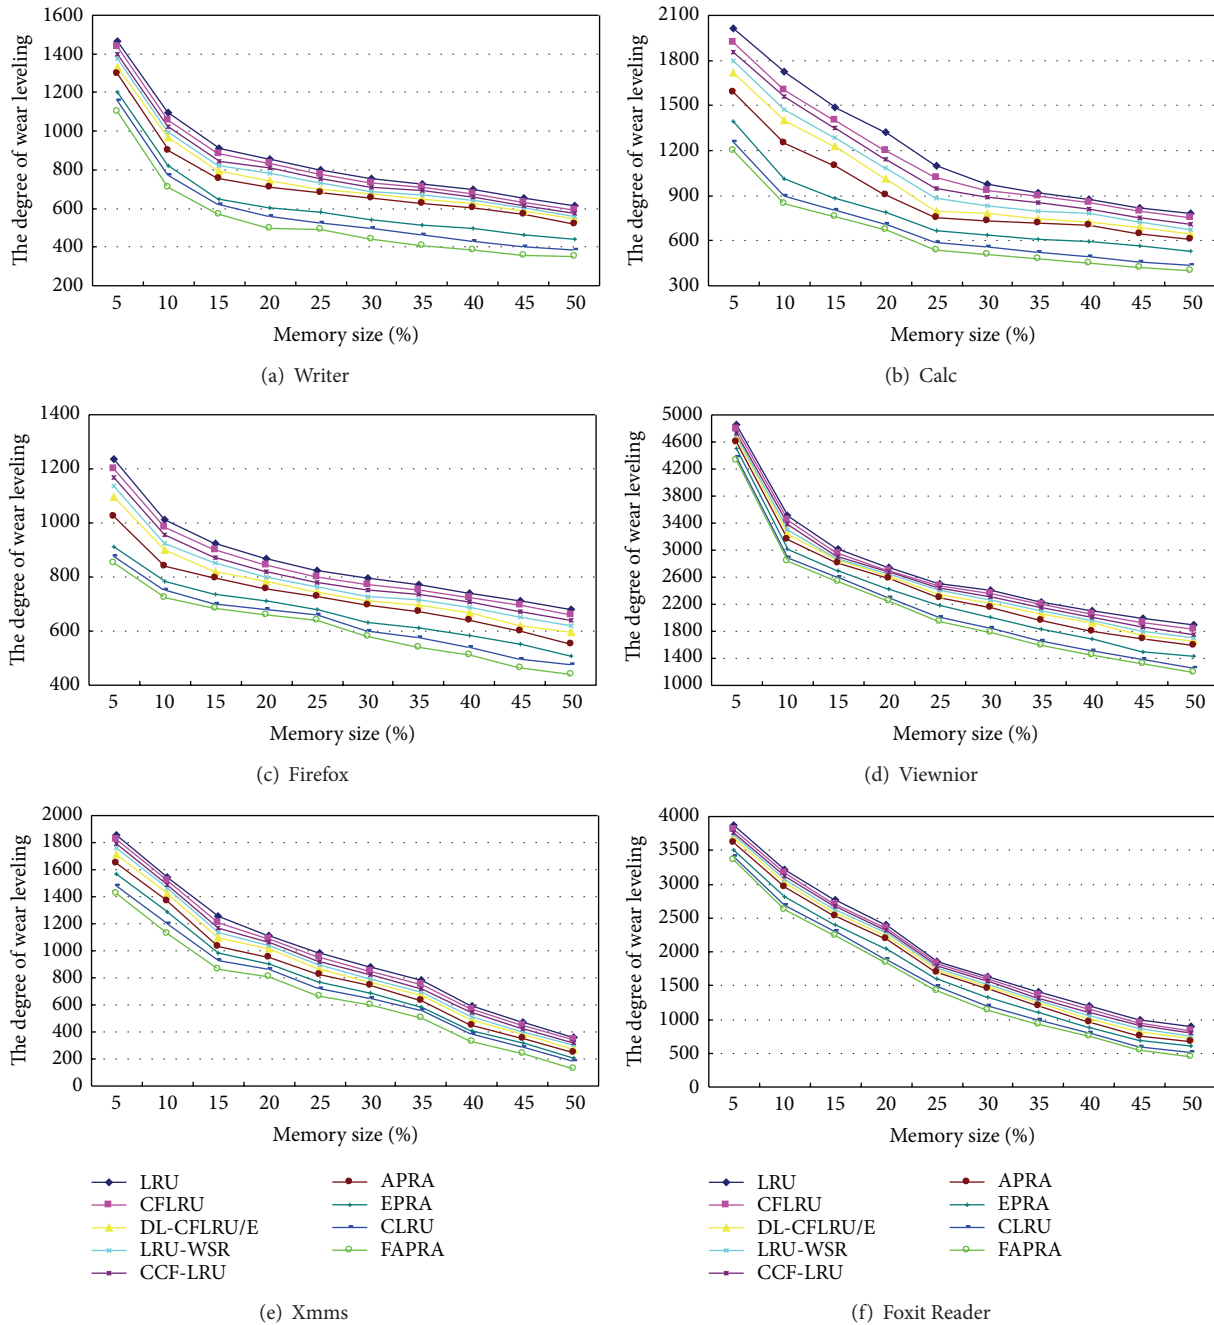 The degree of wear leveling
1600
1400
1200
1000
800
600
400
200
5 10 15 20 25 30 35 40 45 50
Memory size (%)
(a) Writer
The degree of wear leveling
2100
1800
1500
1200
900
600
300
5 10 15 20 25 30 35 40 45 50
Memory size (%)
(b) Calc
The degree of wear leveling
1400
1200
1000
800
600
400
5 10 15 20 25 30 35 40 45 50
Memory size (%)
(c) Firefox
The degree of wear leveling
5000
4600
4200
3800
3400
3000
2600
2200
1800
1400
1000
5 10 15 20 25 30 35 40 45 50
Memory size (%)
(d) Viewnior
The degree of wear leveling
2000
1800
1600
1400
1200
1000
800
600
400
200
0
5 10 15 20 25 30 35 40 45 50
Memory size (%)
LRU
CFLRU
DL-CFLRU/E
LRU-WSR
CCF-LRU
APRA
EPRA
CLRU
FAPRA
(e) Xmms
The degree of wear leveling
4000
3500
3000
2500
2000
1500
1000
500
0
5 10 15 20 25 30 35 40 45 50
Memory size (%)
LRU
CFLRU
DL-CFLRU/E
LRU-WSR
CCF-LRU
APRA
EPRA
CLRU
FAPRA
(f) Foxit Reader